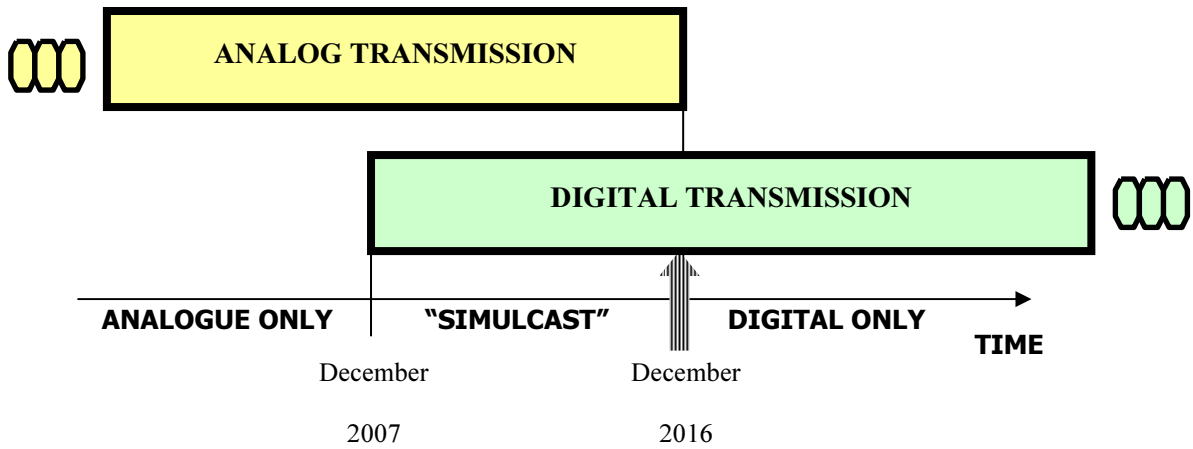 ANALOG TRANSMISSION
DIGITAL TRANSMISSION
ANALOGUE ONLY
“SIMULCAST”
DIGITAL ONLY
TIME
December
2007
December
2016